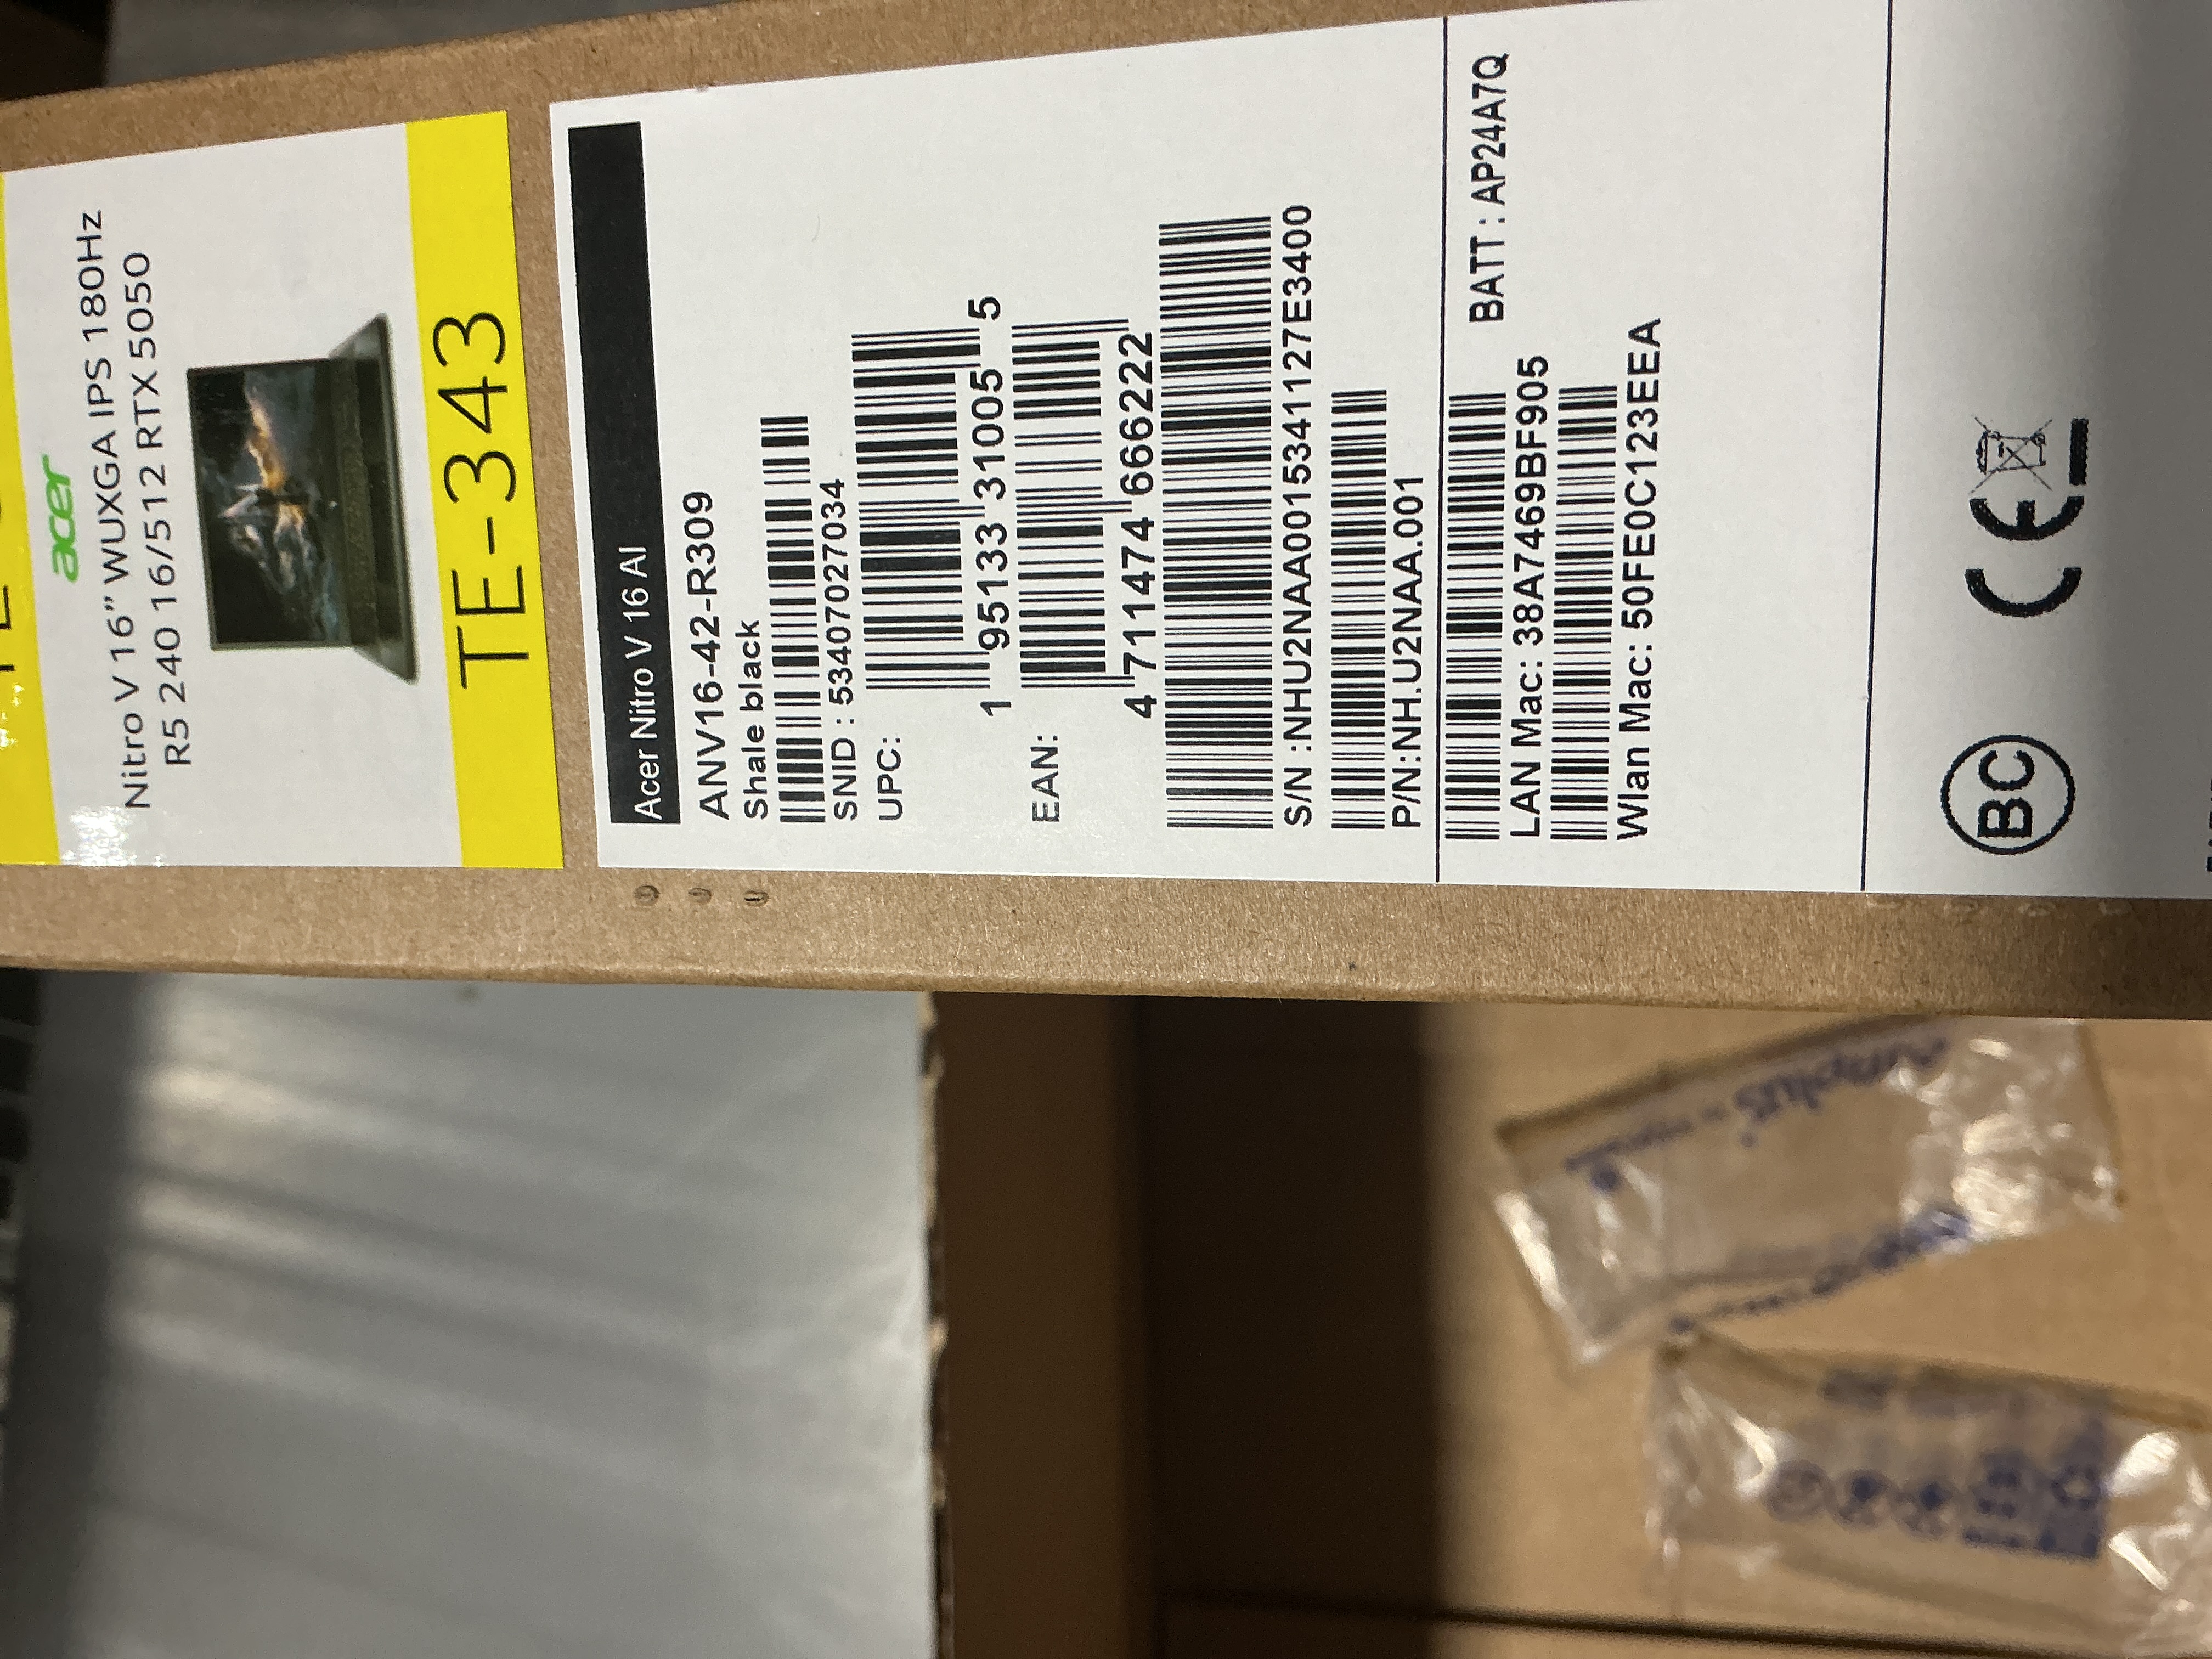 acer
Nitro V 16” WUXGA IPS 180Hz
R5 240 16/512 RTX 5050
TE-343
Acer Nitro V 16 AI
ANV16-42-R309
Shale black
SNID : 53407027034
UPC:
1 95133 31005 5
EAN:
4 711474 666222
S/N :NHU2NAA0015341127E3400
P/N:NH.U2NAA.001
BATT : AP24A7Q
LAN Mac: 38A7469BF905
Wlan Mac: 50FE0C123EEA
BC CE
Amplus